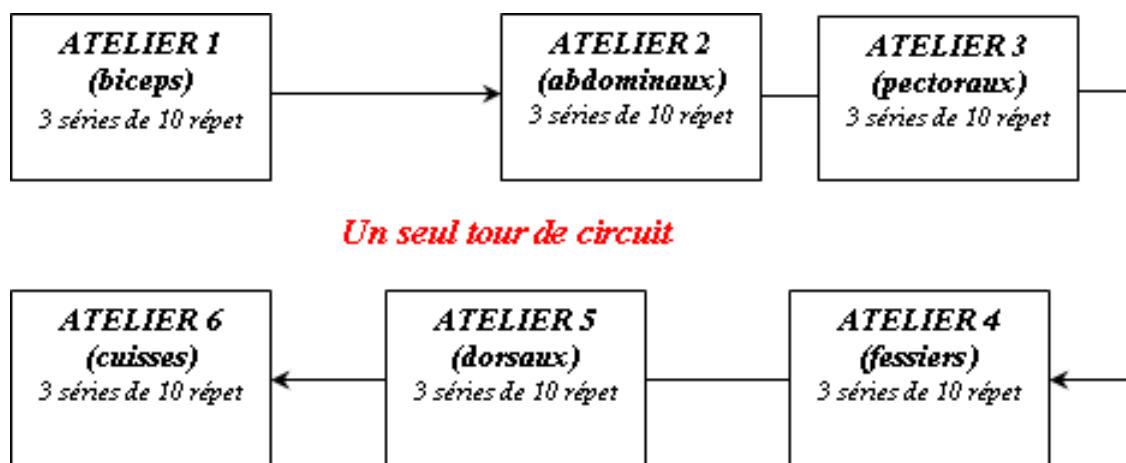 ATELIER 1
(biceps)
3 séries de 10 répet
ATELIER 2
(abdominaux)
3 séries de 10 répet
ATELIER 3
(pectoraux)
3 séries de 10 répet
Un seul tour de circuit
ATELIER 6
(cuisses)
3 séries de 10 répet
ATELIER 5
(dorsaux)
3 séries de 10 répet
ATELIER 4
(fessiers)
3 séries de 10 répet